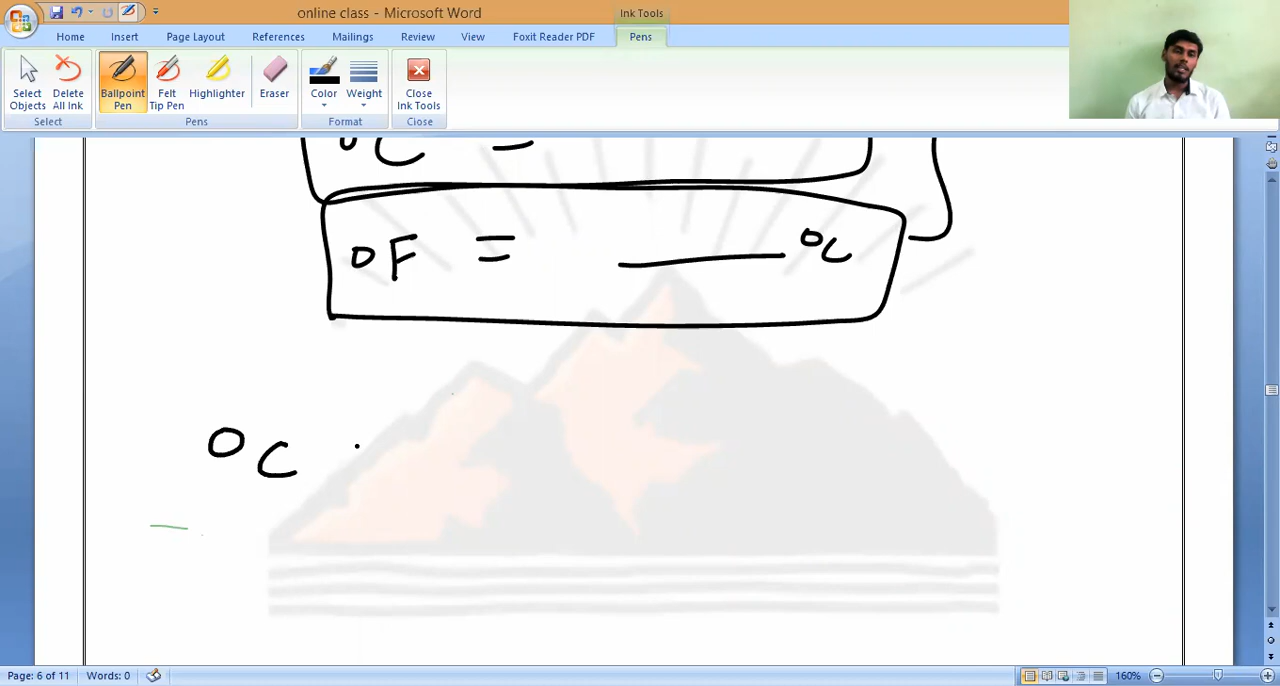 online class - Microsoft Word
Ink Tools
Home Insert Page Layout References Mailings Review View Foxit Reader PDF Pens
Select Objects
Delete All Ink
Ballpoint Pen
Felt Tip Pen
Highlighter
Eraser
Color
Weight
Close Ink Tools
Select Pens Format Close
°C =
°F = ____ °C
°C
Page: 6 of 11 Words: 0 160%